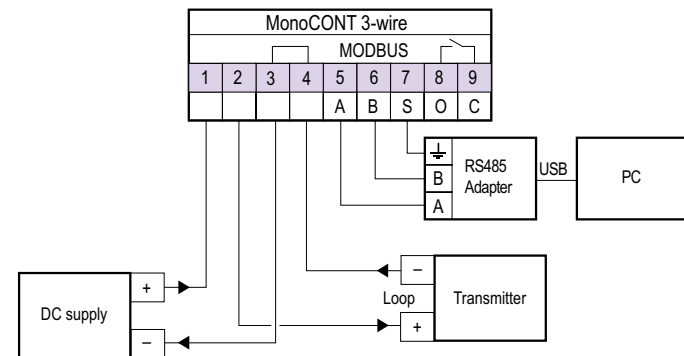 MonoCONT 3-wire
MODBUS
1 2 3 4 5 6 7 8 9
A B S O C
RS485
Adapter
B
A
USB
PC
+
DC supply
−
−
Loop
Transmitter
+